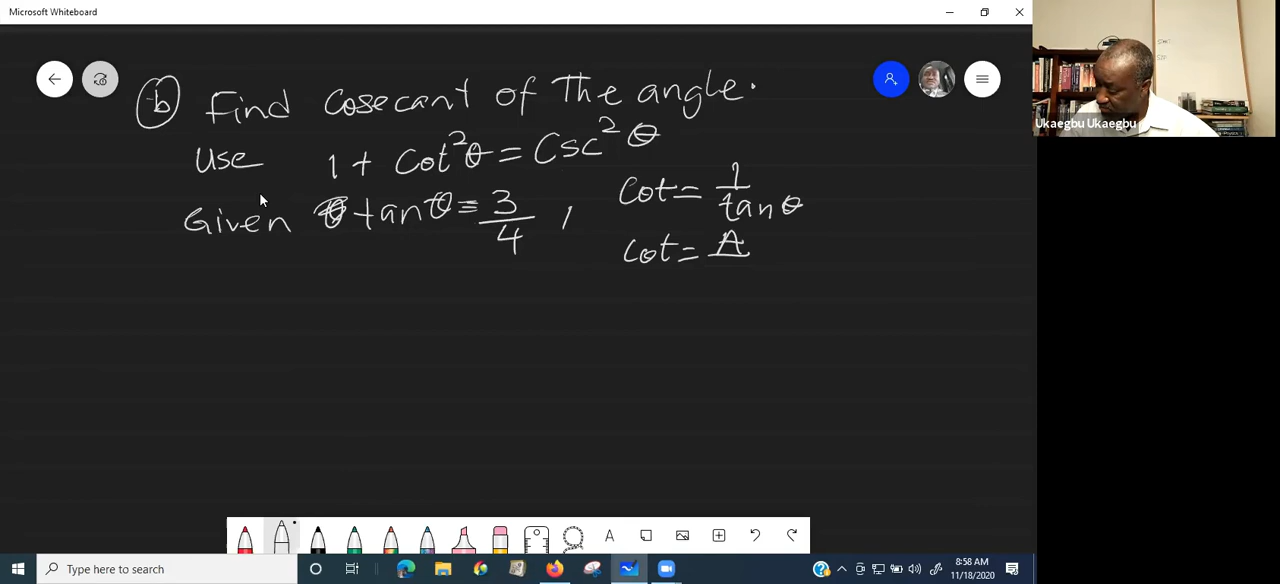 Microsoft Whiteboard
b Find Cosecant of The angle.
Use 1 + Cot²θ = Csc²θ
Given tanθ = 3/4 ,
Cot = 1/tanθ
Cot = A
Ukaegbu Ukaegbu
A
Type here to search
8:58 AM
11/18/2020